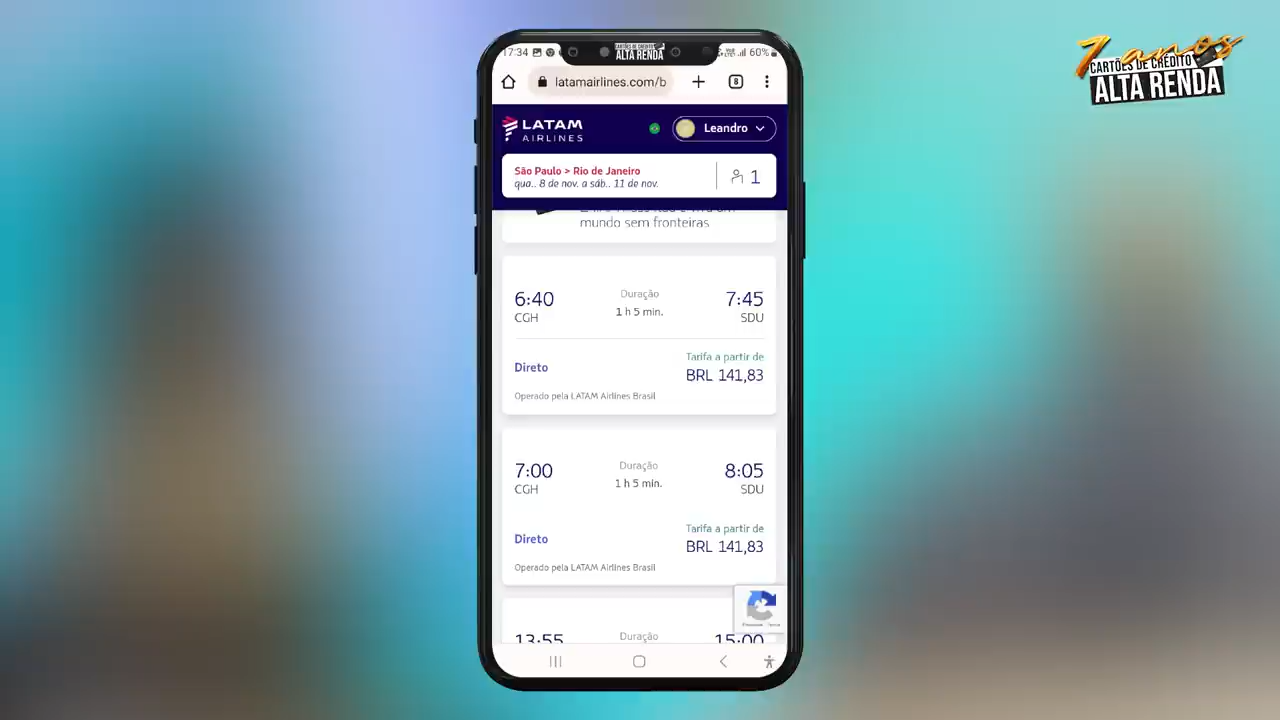 7 anos
CARTÕES DE CRÉDITO
ALTA RENDA
17:34
ALTA RENDA
60%
latamairlines.com/b
8
LATAM
AIRLINES
Leandro
São Paulo > Rio de Janeiro
qua.. 8 de nov. a sáb.. 11 de nov.
1
mundo sem fronteiras
6:40
Duração
7:45
CGH
1 h 5 min.
SDU
Tarifa a partir de
Direto
BRL 141,83
Operado pela LATAM Airlines Brasil
7:00
Duração
8:05
CGH
1 h 5 min.
SDU
Tarifa a partir de
Direto
BRL 141,83
Operado pela LATAM Airlines Brasil
13:55
Duração
15:00